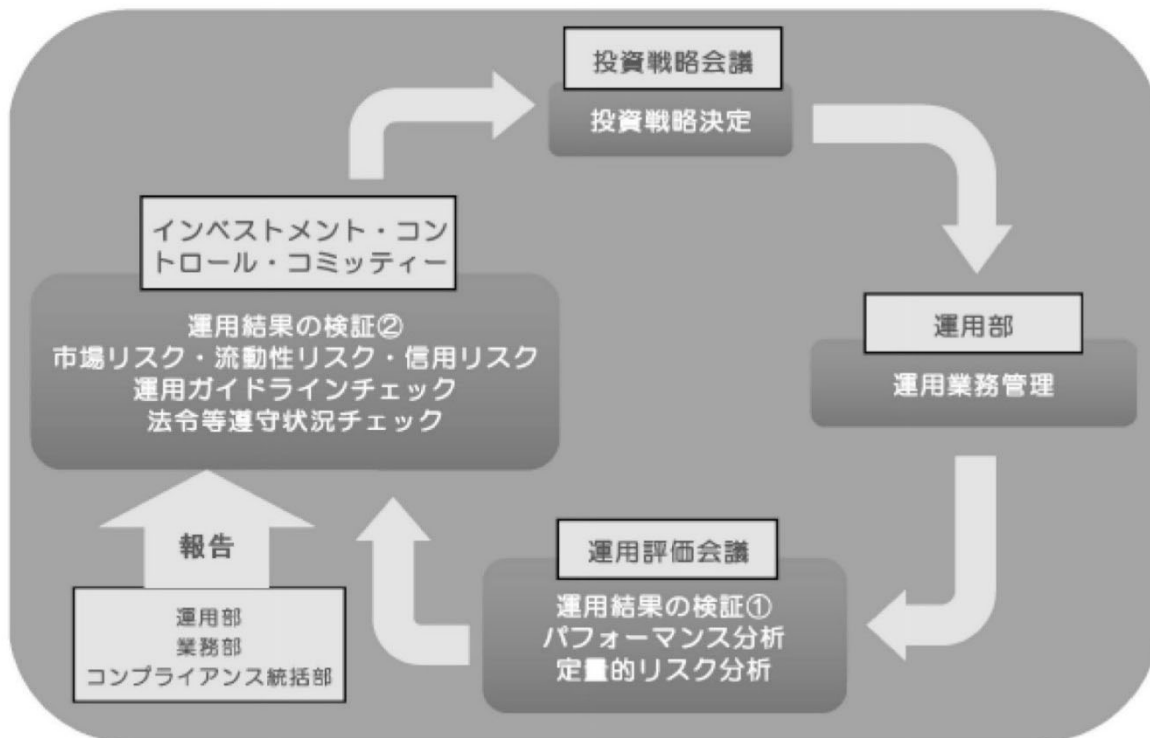 投資戦略会議
投資戦略決定
運用部
運用業務管理
運用評価会議
運用結果の検証①
パフォーマンス分析
定量的リスク分析
インベストメント・コン
トロール・コミッティー
運用結果の検証②
市場リスク・流動性リスク・信用リスク
運用ガイドラインチェック
法令等遵守状況チェック
報告
運用部
業務部
コンプライアンス統括部